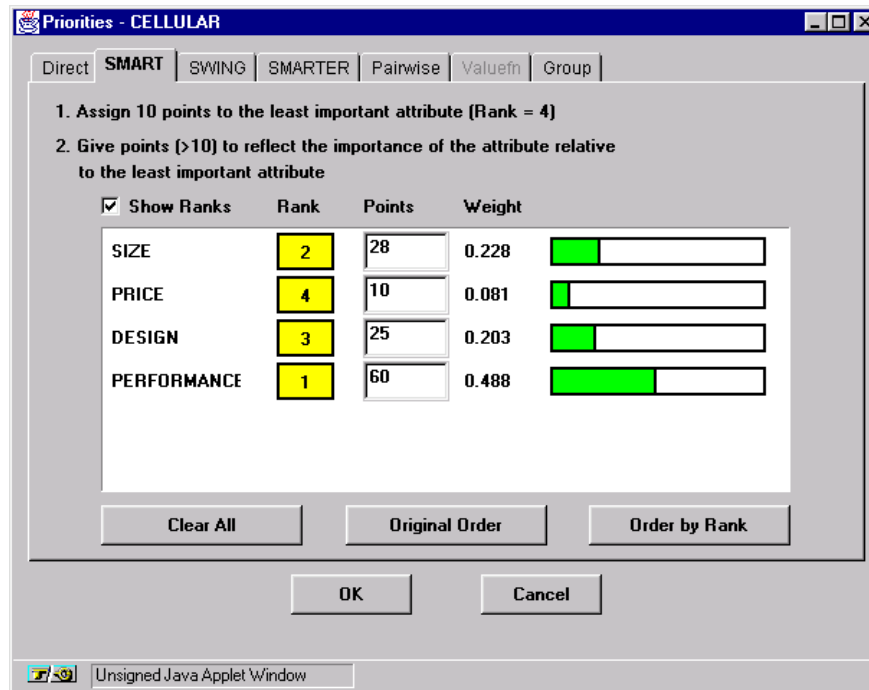 Priorities - CELLULAR
Direct SMART SWING SMARTER Pairwise Valuefn Group
1. Assign 10 points to the least important attribute (Rank = 4)
2. Give points (>10) to reflect the importance of the attribute relative
to the least important attribute
Show Ranks Rank Points Weight
SIZE 2 28 0.228
PRICE 4 10 0.081
DESIGN 3 25 0.203
PERFORMANCE 1 60 0.488
Clear All Original Order Order by Rank
OK Cancel
Unsigned Java Applet Window